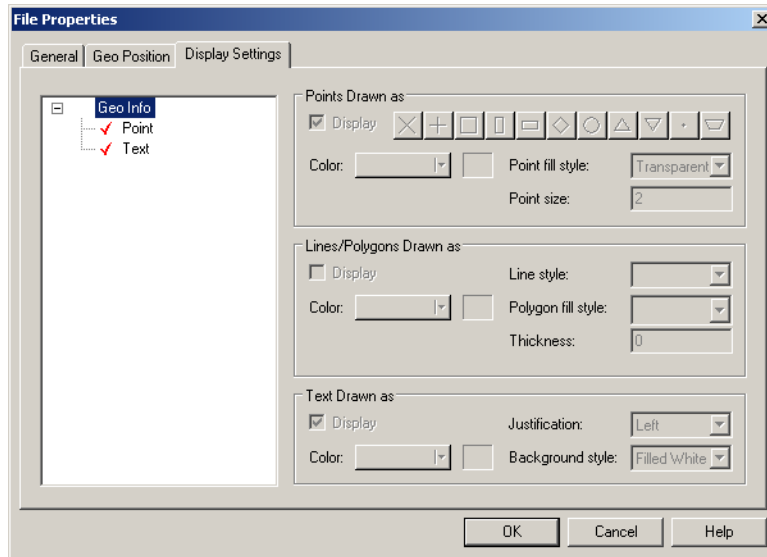 File Properties
General
Geo Position
Display Settings
Geo Info
Point
Text
Points Drawn as
Display
Color:
Point fill style:
Transparent
Point size:
2
Lines/Polygons Drawn as
Display
Line style:
Color:
Polygon fill style:
Thickness:
0
Text Drawn as
Display
Justification:
Left
Color:
Background style:
Filled White
OK
Cancel
Help